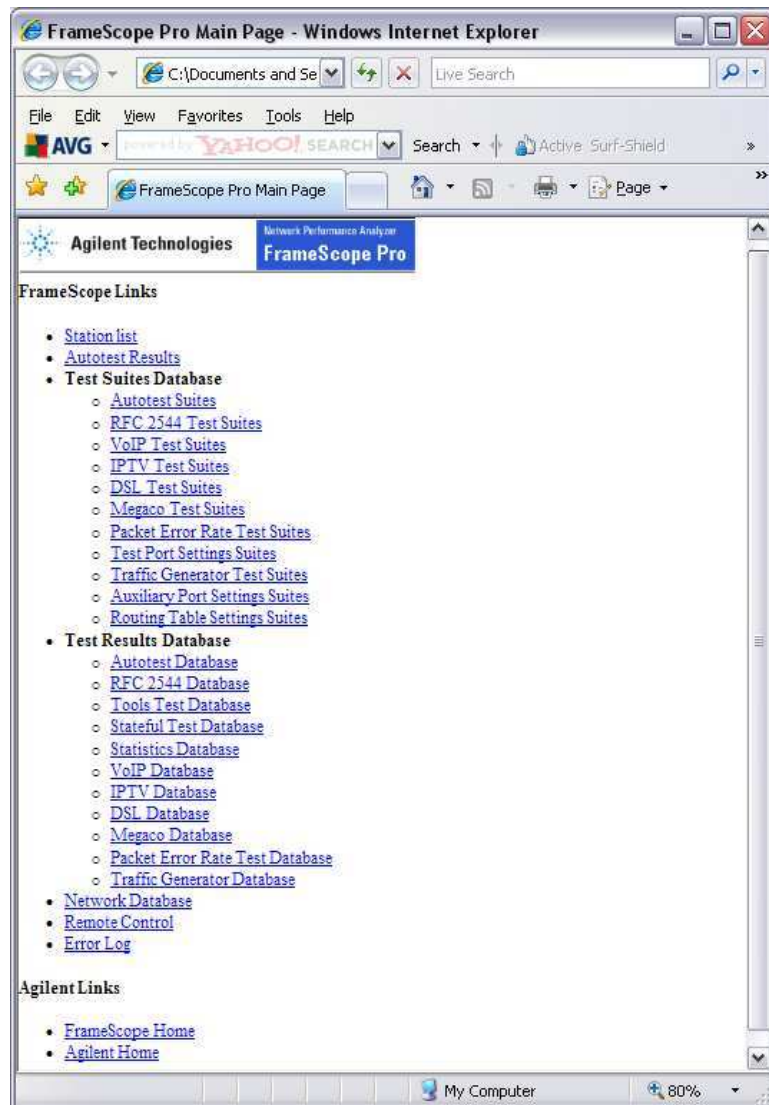 FrameScope Pro Main Page - Windows Internet Explorer
C:\Documents and Se
Live Search
File Edit View Favorites Tools Help
AVG powered by YAHOO! SEARCH Search Active Surf-Shield »
FrameScope Pro Main Page Page »
Agilent Technologies
Network Performance Analyzer
FrameScope Pro
FrameScope Links
Station list
Autotest Results
Test Suites Database
Autotest Suites
RFC 2544 Test Suites
VoIP Test Suites
IPTV Test Suites
DSL Test Suites
Megaco Test Suites
Packet Error Rate Test Suites
Test Port Settings Suites
Traffic Generator Test Suites
Auxiliary Port Settings Suites
Routing Table Settings Suites
Test Results Database
Autotest Database
RFC 2544 Database
Tools Test Database
Stateful Test Database
Statistics Database
VoIP Database
IPTV Database
DSL Database
Megaco Database
Packet Error Rate Test Database
Traffic Generator Database
Network Database
Remote Control
Error Log
Agilent Links
FrameScope Home
Agilent Home
My Computer 80%